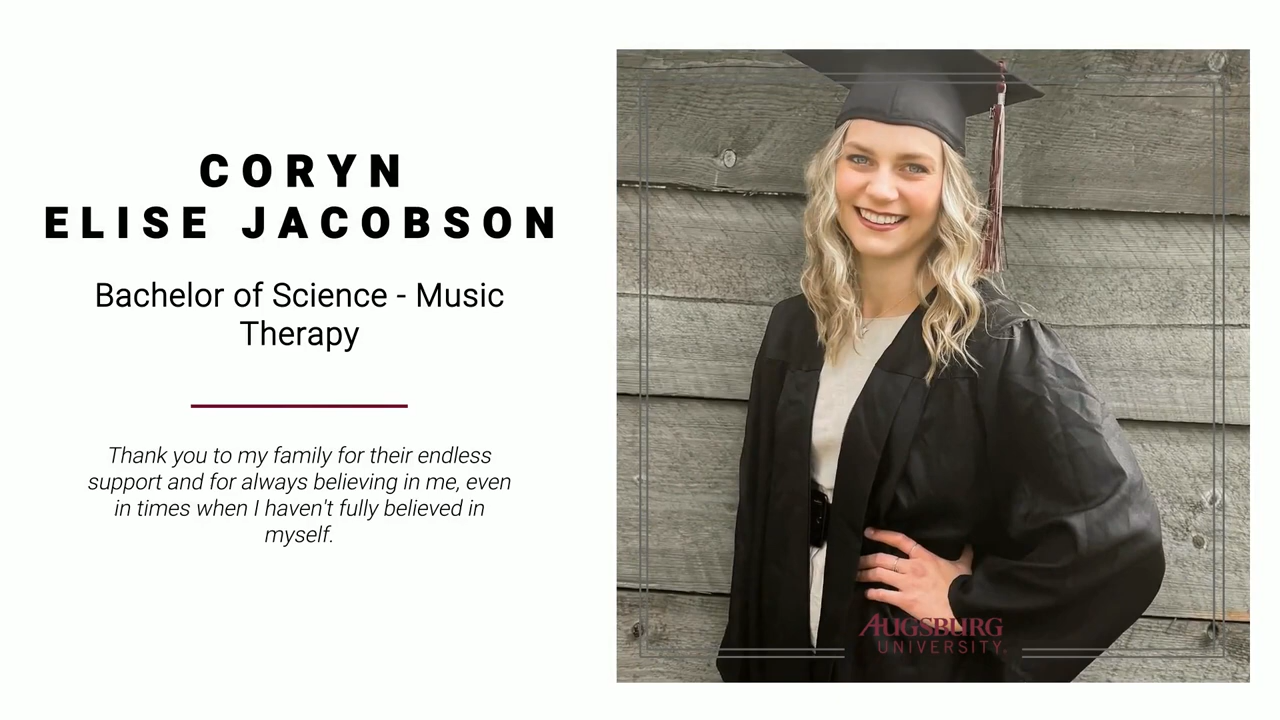 CORYN
ELISE JACOBSON
Bachelor of Science - Music
Therapy
Thank you to my family for their endless
support and for always believing in me, even
in times when I haven't fully believed in
myself.
AUGSBURG
UNIVERSITY.